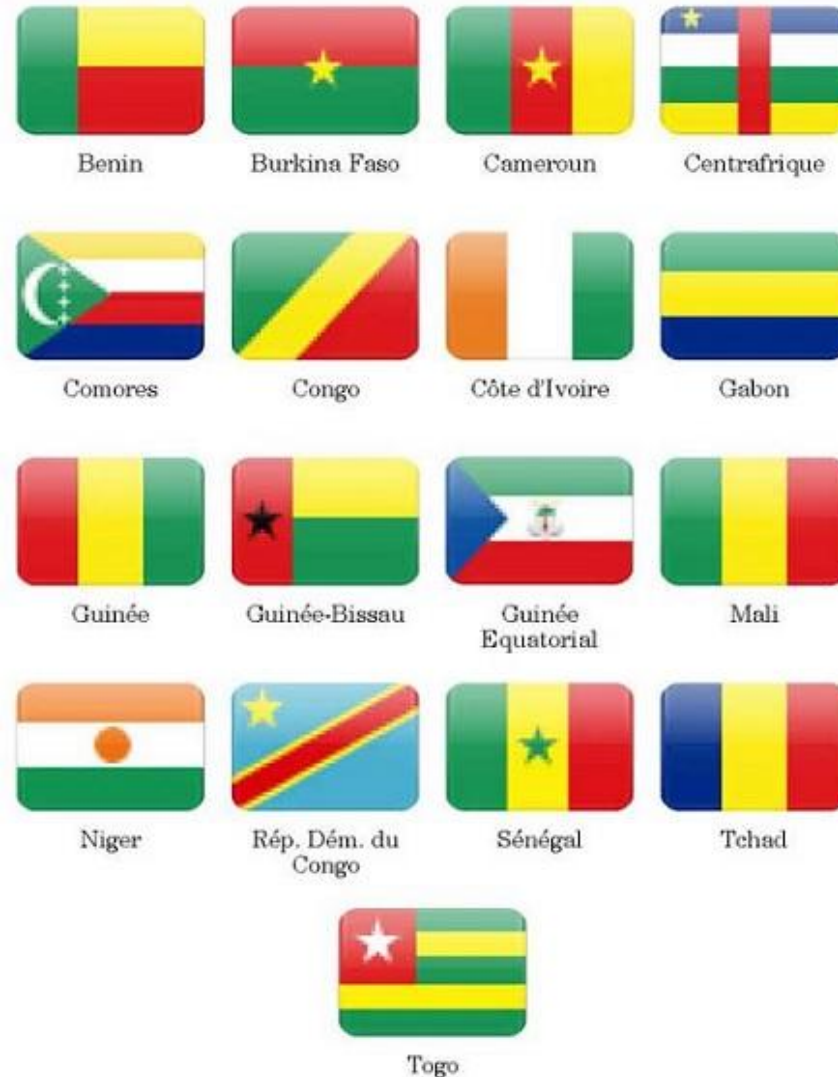 Benin
Burkina Faso
Cameroun
Centrafrique
Comores
Congo
Côte d'Ivoire
Gabon
Guinée
Guinée-Bissau
Guinée
Equatorial
Mali
Niger
Rép. Dém. du
Congo
Sénégal
Tchad
Togo